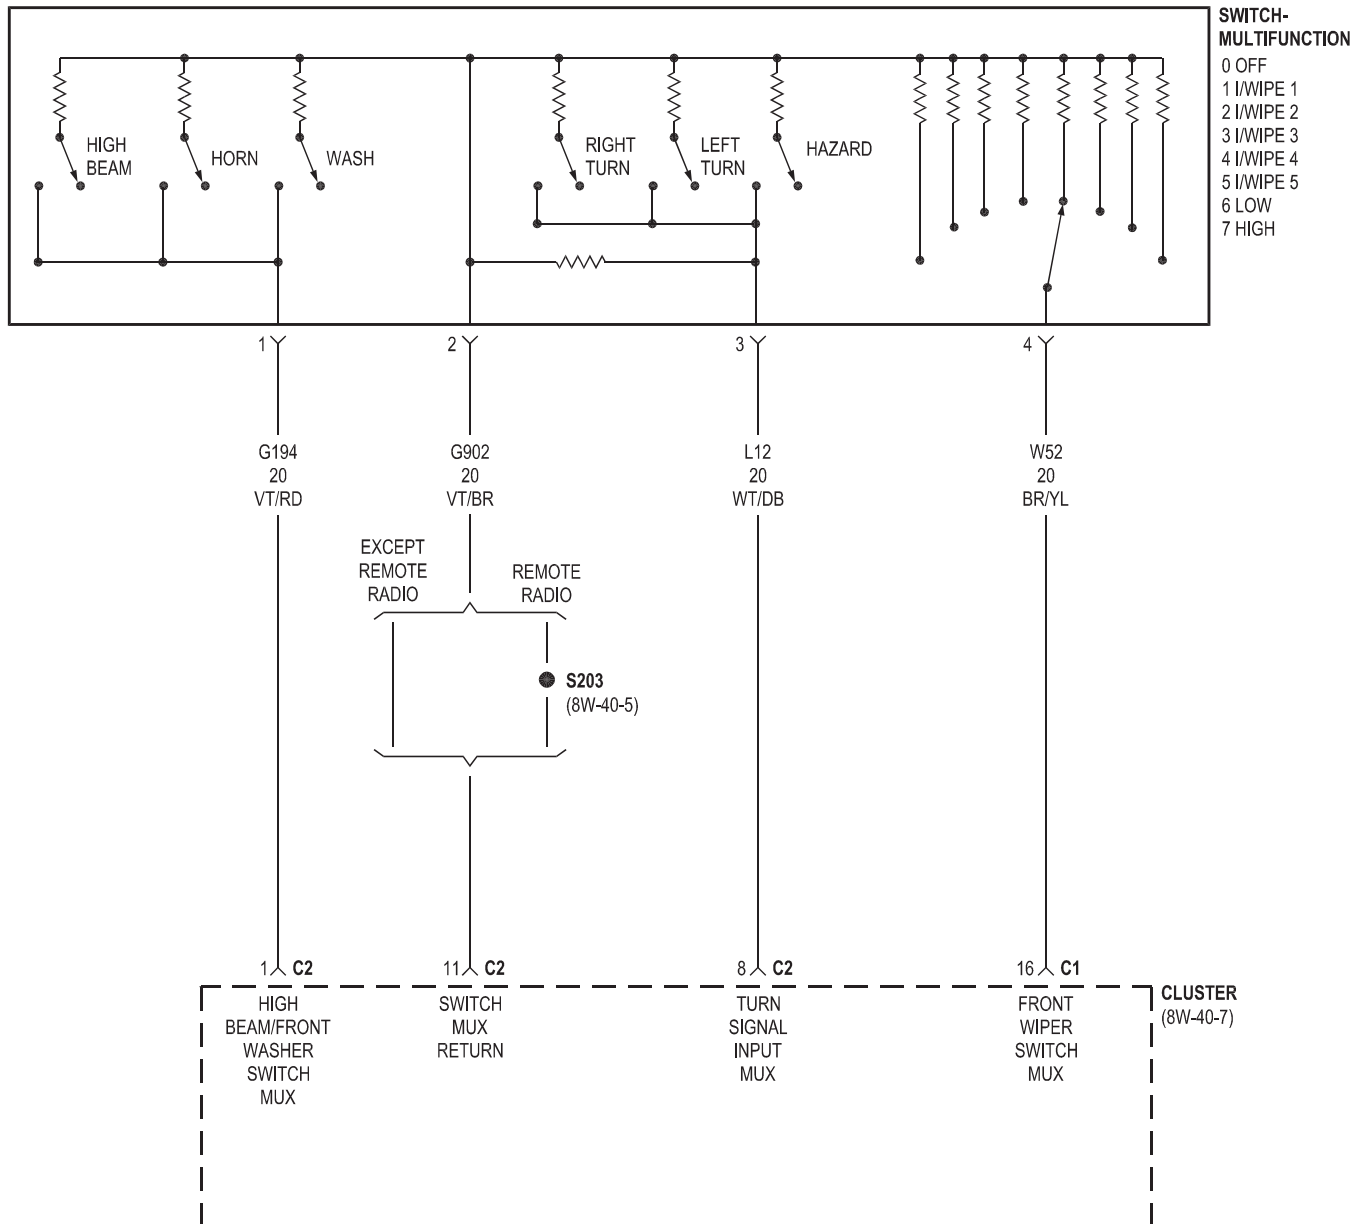 SWITCH-
MULTIFUNCTION
0 OFF
1 I/WIPE 1
2 I/WIPE 2
3 I/WIPE 3
4 I/WIPE 4
5 I/WIPE 5
6 LOW
7 HIGH
HIGH
BEAM
HORN
WASH
RIGHT
TURN
LEFT
TURN
HAZARD
1
2
3
4
G194
20
VT/RD
G902
20
VT/BR
L12
20
WT/DB
W52
20
BR/YL
EXCEPT
REMOTE
RADIO
REMOTE
RADIO
S203
(8W-40-5)
1 C2
11 C2
8 C2
16 C1
HIGH
BEAM/FRONT
WASHER
SWITCH
MUX
SWITCH
MUX
RETURN
TURN
SIGNAL
INPUT
MUX
FRONT
WIPER
SWITCH
MUX
CLUSTER
(8W-40-7)